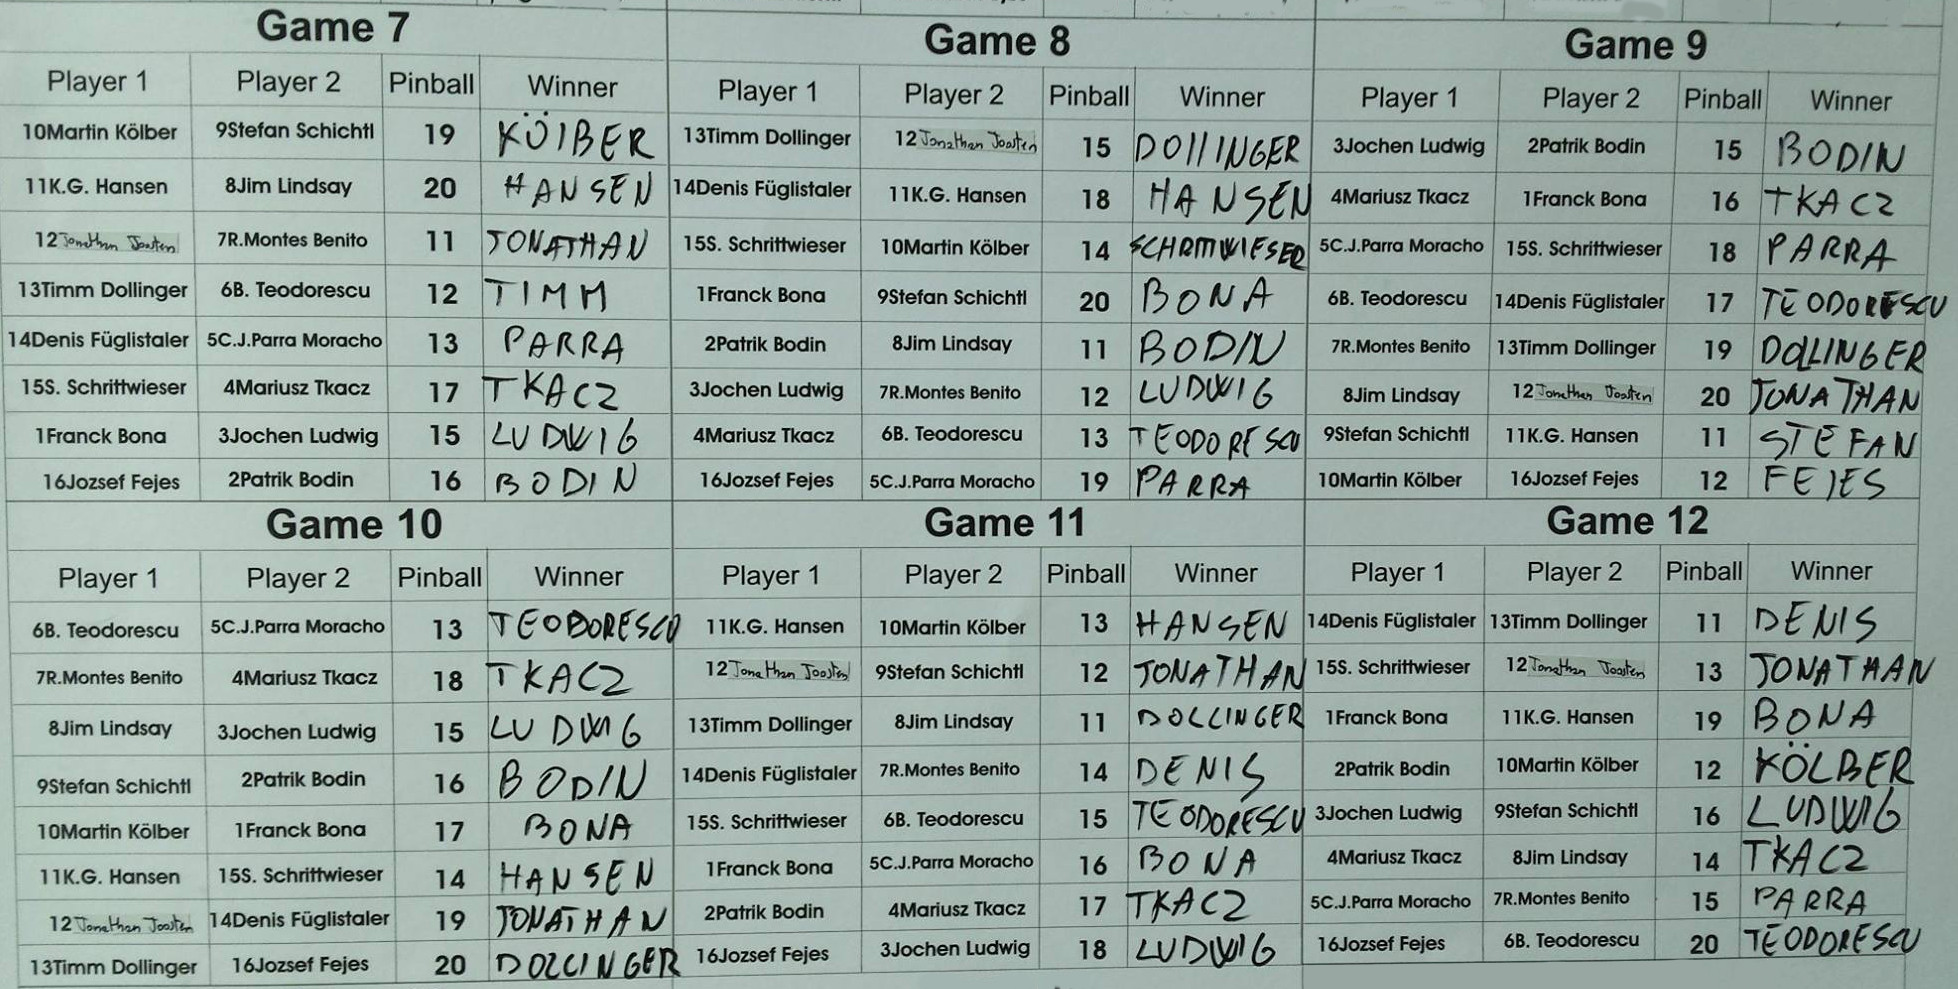 Game 7
Player 1 Player 2 Pinball Winner
10Martin Kölber 9Stefan Schichtl 19 KÖLBER
11K.G. Hansen 8Jim Lindsay 20 HANSEN
12 Jonathan Joosten 7R.Montes Benito 11 JONATHAN
13Timm Dollinger 6B. Teodorescu 12 TIMM
14Denis Füglistaler 5C.J.Parra Moracho 13 PARRA
15S. Schrittwieser 4Mariusz Tkacz 17 TKACZ
1Franck Bona 3Jochen Ludwig 15 LUDWIG
16Jozsef Fejes 2Patrik Bodin 16 BODIN
Game 8
Player 1 Player 2 Pinball Winner
13Timm Dollinger 12 Jonathan Joosten 15 DOLLINGER
14Denis Füglistaler 11K.G. Hansen 18 HANSEN
15S. Schrittwieser 10Martin Kölber 14 SCHRITTWIESER
1Franck Bona 9Stefan Schichtl 20 BONA
2Patrik Bodin 8Jim Lindsay 11 BODIN
3Jochen Ludwig 7R.Montes Benito 12 LUDWIG
4Mariusz Tkacz 6B. Teodorescu 13 TEODORESCU
16Jozsef Fejes 5C.J.Parra Moracho 19 PARRA
Game 9
Player 1 Player 2 Pinball Winner
3Jochen Ludwig 2Patrik Bodin 15 BODIN
4Mariusz Tkacz 1Franck Bona 16 TKACZ
5C.J.Parra Moracho 15S. Schrittwieser 18 PARRA
6B. Teodorescu 14Denis Füglistaler 17 TEODORESCU
7R.Montes Benito 13Timm Dollinger 19 DOLLINGER
8Jim Lindsay 12 Jonathan Joosten 20 JONATHAN
9Stefan Schichtl 11K.G. Hansen 11 STEFAN
10Martin Kölber 16Jozsef Fejes 12 FEJES
Game 10
Player 1 Player 2 Pinball Winner
6B. Teodorescu 5C.J.Parra Moracho 13 TEODORESCU
7R.Montes Benito 4Mariusz Tkacz 18 TKACZ
8Jim Lindsay 3Jochen Ludwig 15 LUDWIG
9Stefan Schichtl 2Patrik Bodin 16 BODIN
10Martin Kölber 1Franck Bona 17 BONA
11K.G. Hansen 15S. Schrittwieser 14 HANSEN
12 Jonathan Joosten 14Denis Füglistaler 19 JONATHAN
13Timm Dollinger 16Jozsef Fejes 20 DOLLINGER
Game 11
Player 1 Player 2 Pinball Winner
11K.G. Hansen 10Martin Kölber 13 HANSEN
12 Jonathan Joosten 9Stefan Schichtl 12 JONATHAN
13Timm Dollinger 8Jim Lindsay 11 DOLLINGER
14Denis Füglistaler 7R.Montes Benito 14 DENIS
15S. Schrittwieser 6B. Teodorescu 15 TEODORESCU
1Franck Bona 5C.J.Parra Moracho 16 BONA
2Patrik Bodin 4Mariusz Tkacz 17 TKACZ
16Jozsef Fejes 3Jochen Ludwig 18 LUDWIG
Game 12
Player 1 Player 2 Pinball Winner
14Denis Füglistaler 13Timm Dollinger 11 DENIS
15S. Schrittwieser 12 Jonathan Joosten 13 JONATHAN
1Franck Bona 11K.G. Hansen 19 BONA
2Patrik Bodin 10Martin Kölber 12 KÖLBER
3Jochen Ludwig 9Stefan Schichtl 16 LUDWIG
4Mariusz Tkacz 8Jim Lindsay 14 TKACZ
5C.J.Parra Moracho 7R.Montes Benito 15 PARRA
16Jozsef Fejes 6B. Teodorescu 20 TEODORESCU